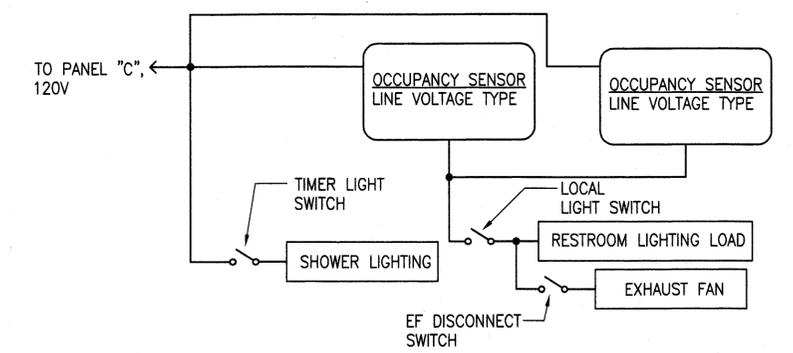 TO PANEL "C",
120V
OCCUPANCY SENSOR
LINE VOLTAGE TYPE
OCCUPANCY SENSOR
LINE VOLTAGE TYPE
TIMER LIGHT
SWITCH
LOCAL
LIGHT SWITCH
SHOWER LIGHTING
RESTROOM LIGHTING LOAD
EXHAUST FAN
EF DISCONNECT
SWITCH